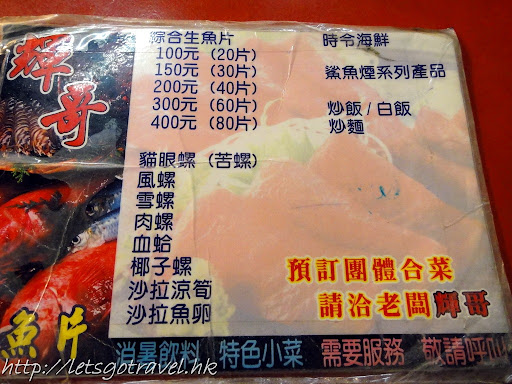 輝哥
魚片
綜合生魚片
100元 (20片)
150元 (30片)
200元 (40片)
300元 (60片)
400元 (80片)
貓眼螺 (苦螺)
風螺
雪螺
肉螺
血蛤
椰子螺
沙拉涼筍
沙拉魚卵
時令海鮮
鯊魚煙系列產品
炒飯 / 白飯
炒麵
預訂團體合菜
請洽老闆輝哥
消暑飲料 特色小菜 需要服務 敬請呼叫
http://letsgotravel.hk